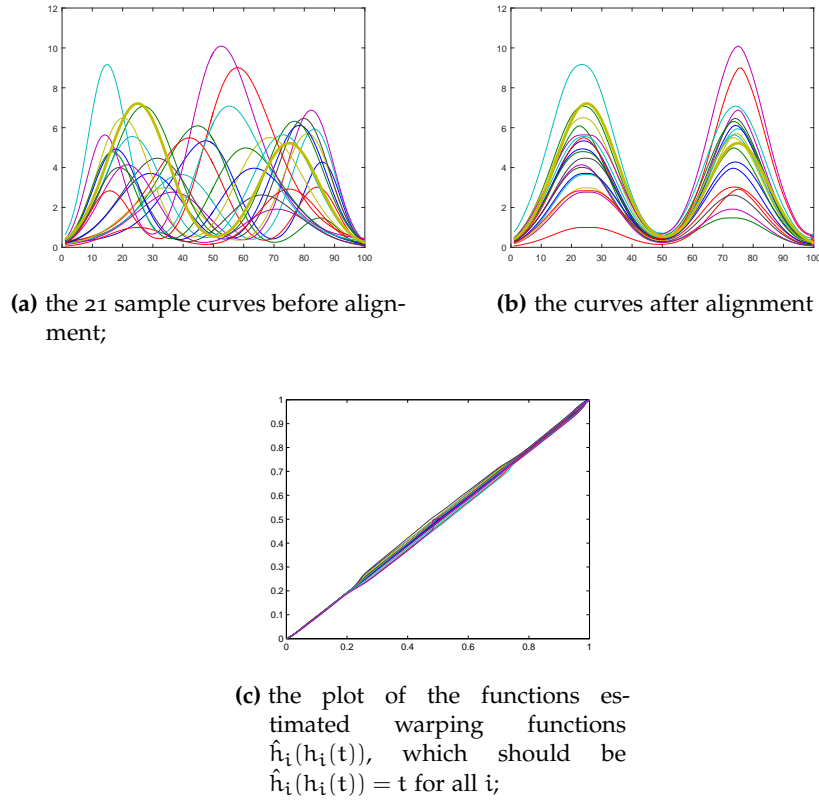 12
10
8
6
4
2
0
0 10 20 30 40 50 60 70 80 90 100
12
10
8
6
4
2
0
0 10 20 30 40 50 60 70 80 90 100
(a) the 21 sample curves before align-
ment;
(b) the curves after alignment
1
0.9
0.8
0.7
0.6
0.5
0.4
0.3
0.2
0.1
0
0 0.2 0.4 0.6 0.8 1
(c) the plot of the functions es-
timated warping functions
ĥᵢ(hᵢ(t)), which should be
ĥᵢ(hᵢ(t)) = t for all i;